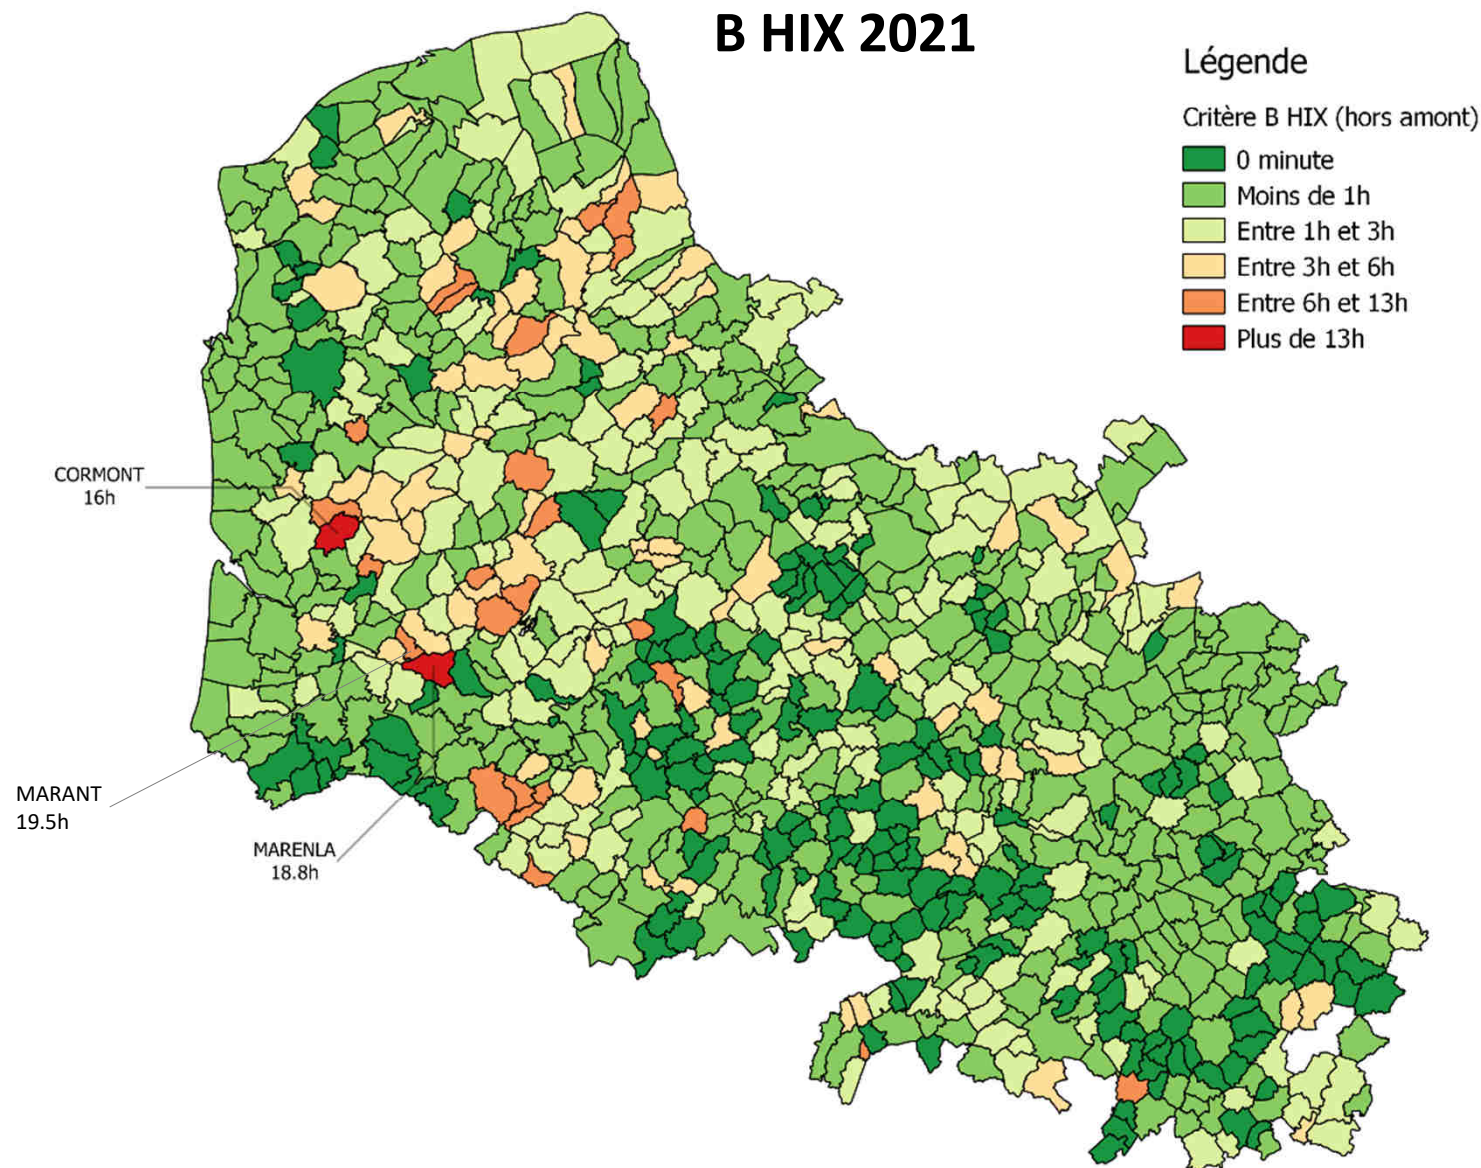 B HIX 2021
Légende
Critère B HIX (hors amont)
0 minute
Moins de 1h
Entre 1h et 3h
Entre 3h et 6h
Entre 6h et 13h
Plus de 13h
CORMONT
16h
MARANT
19.5h
MARENLA
18.8h